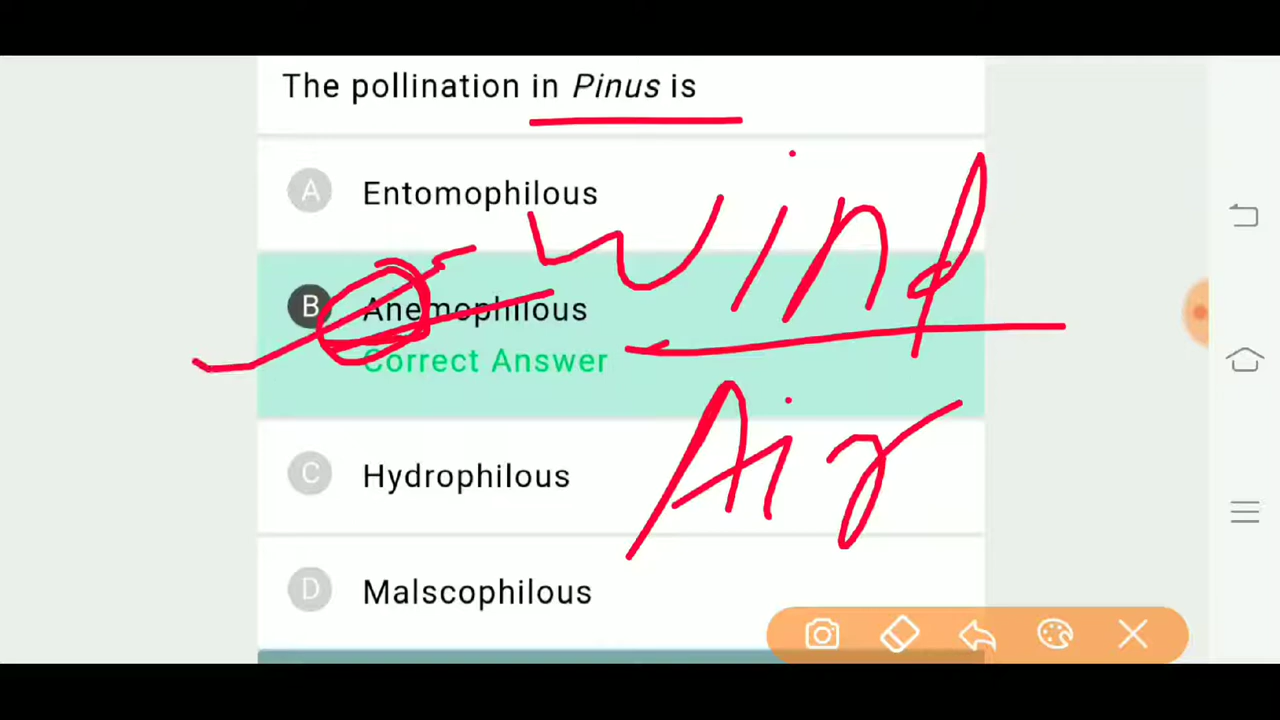 The pollination in Pinus is
A Entomophilous
wind
B Anemophilous
Correct Answer
Air
C Hydrophilous
D Malscophilous